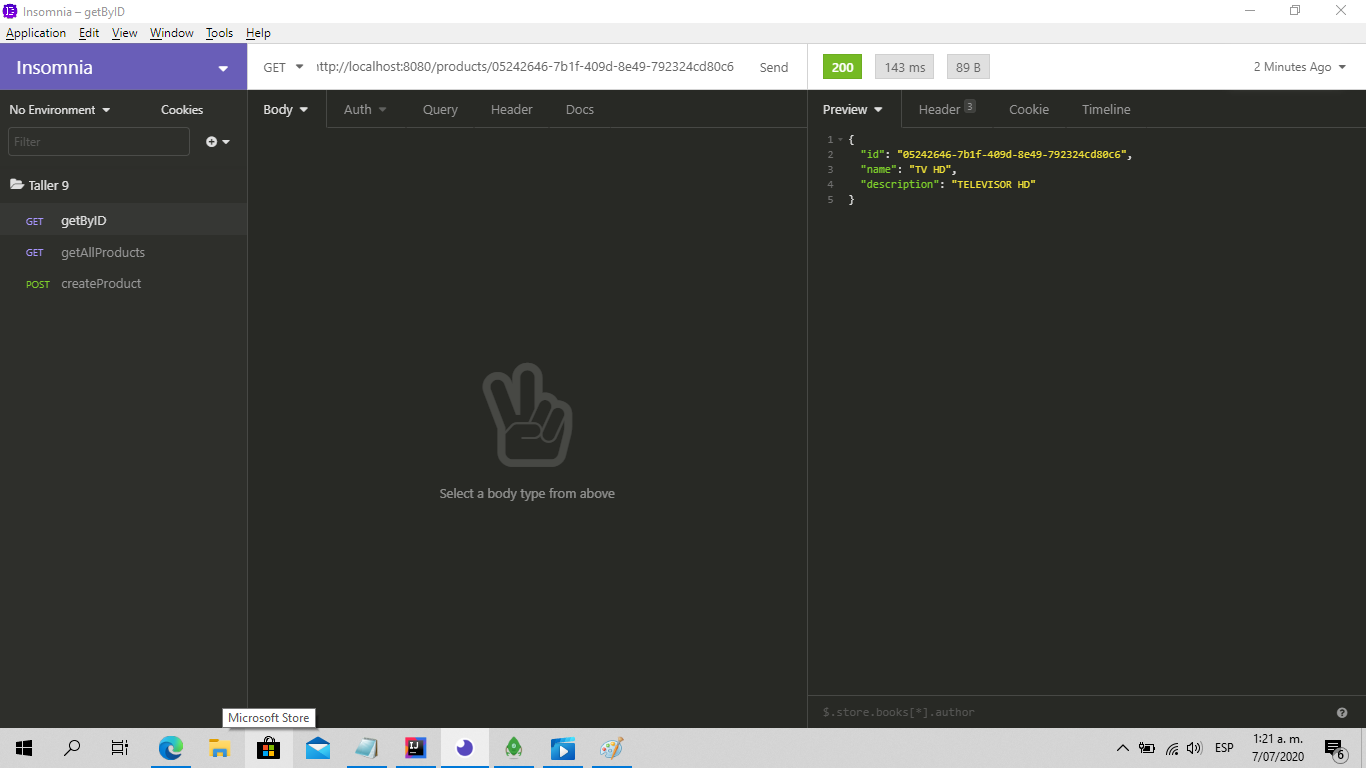 Insomnia – getByID
Application Edit View Window Tools Help
Insomnia
GET http://localhost:8080/products/05242646-7b1f-409d-8e49-792324cd80c6 Send
200 143 ms 89 B 2 Minutes Ago
No Environment Cookies
Body Auth Query Header Docs
Preview Header 3 Cookie Timeline
Filter
Taller 9
GET getByID
GET getAllProducts
POST createProduct
1 {
2 "id": "05242646-7b1f-409d-8e49-792324cd80c6",
3 "name": "TV HD",
4 "description": "TELEVISOR HD"
5 }
Select a body type from above
$.store.books[*].author
Microsoft Store
IJ
ESP
1:21 a. m.
7/07/2020
6